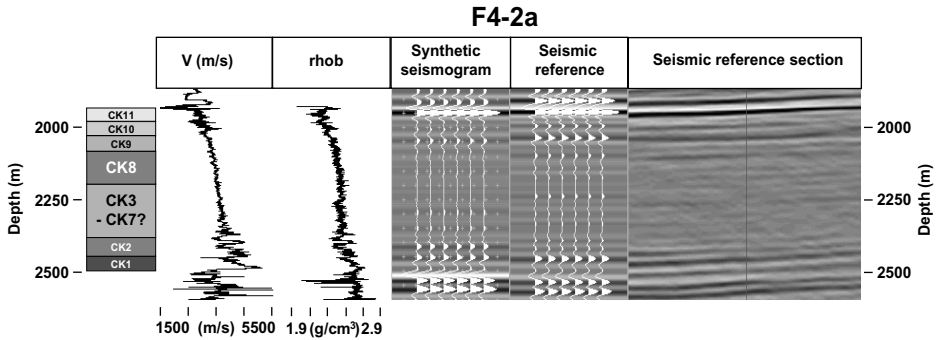 F4-2a
V (m/s)
rhob
Synthetic
seismogram
Seismic
reference
Seismic reference section
CK11
CK10
CK9
CK8
CK3
- CK7?
CK2
CK1
Depth (m)
2000
2250
2500
2000
2250
2500
Depth (m)
1500 (m/s) 5500
1.9 (g/cm³) 2.9